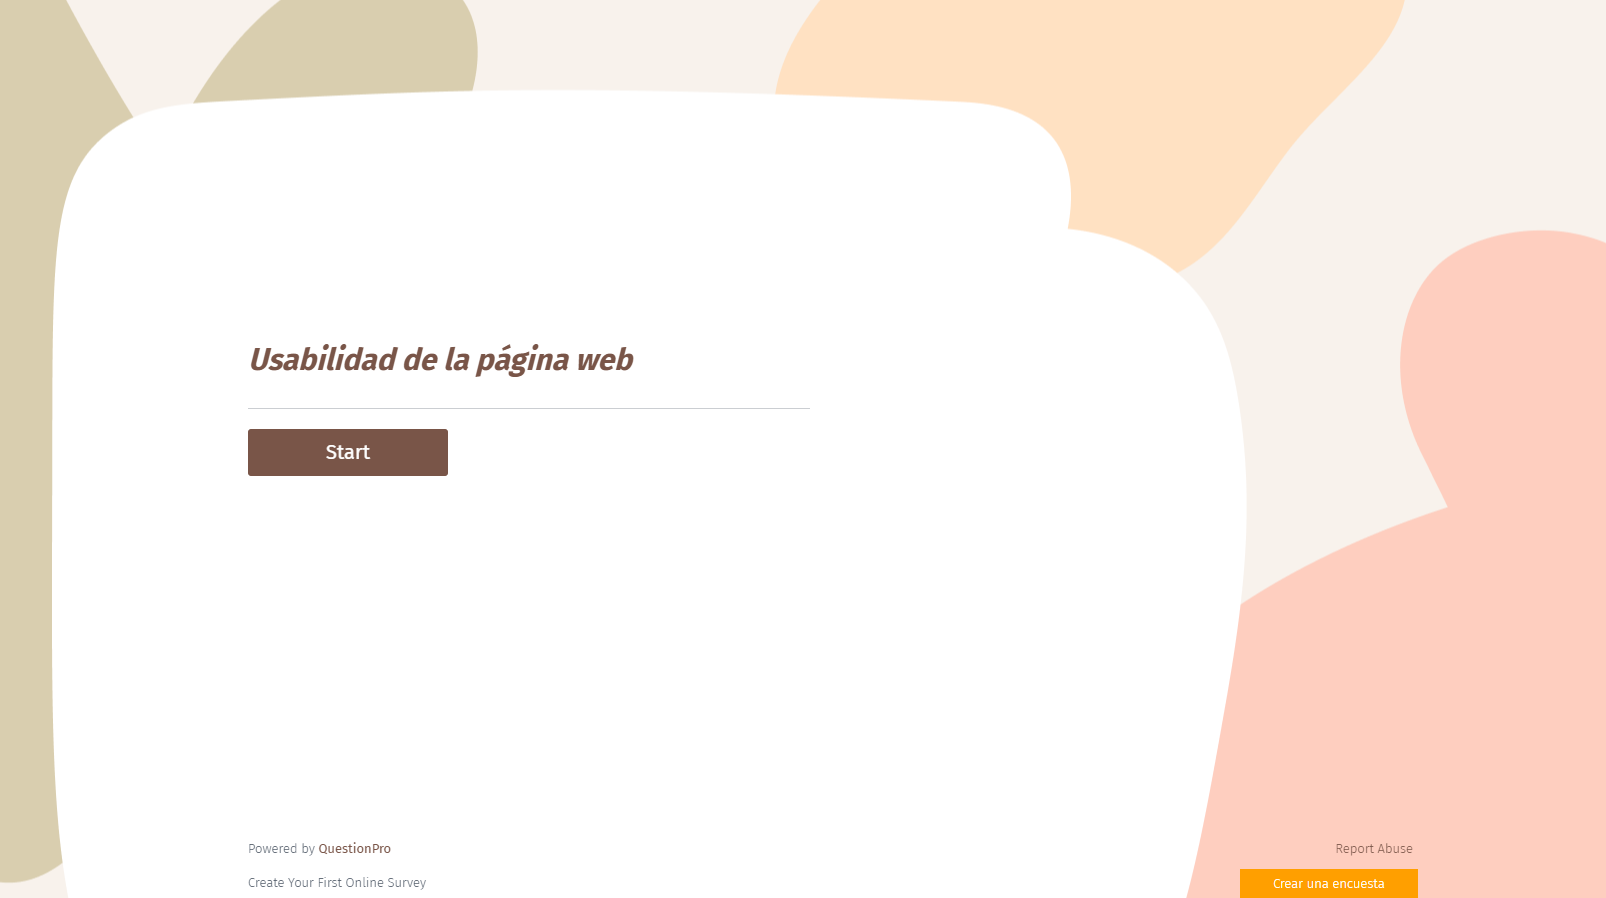 Usabilidad de la página web
Start
Powered by QuestionPro
Report Abuse
Create Your First Online Survey
Crear una encuesta